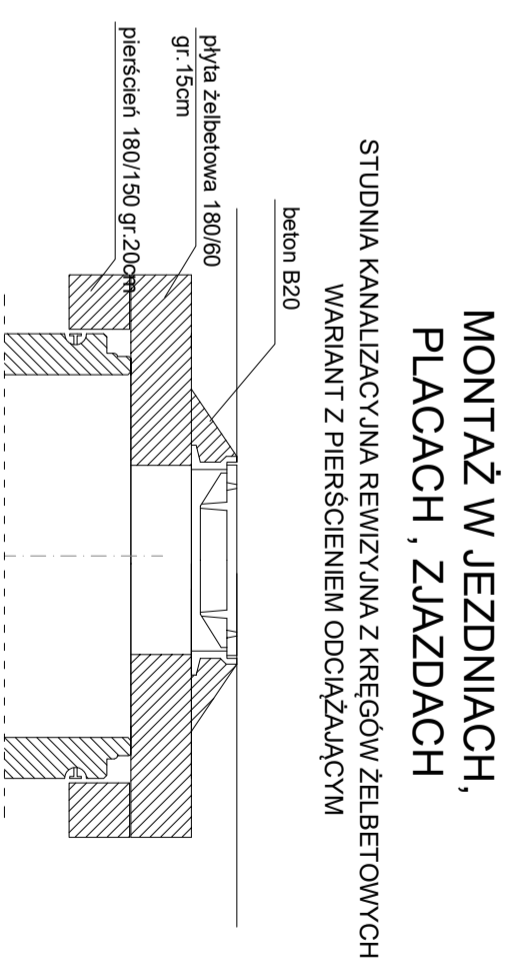 MONTAŻ W JEZDNIACH,
PLACACH , ZJAZDACH
STUDNIA KANALIZACYJNA REWIZYJNA Z KRĘGÓW ŻELBETOWYCH
WARIANT Z PIERŚCIENIEM ODCIĄŻAJĄCYM
beton B20
płyta żelbetowa 180/60
gr.15cm
pierścień 180/150 gr.20cm